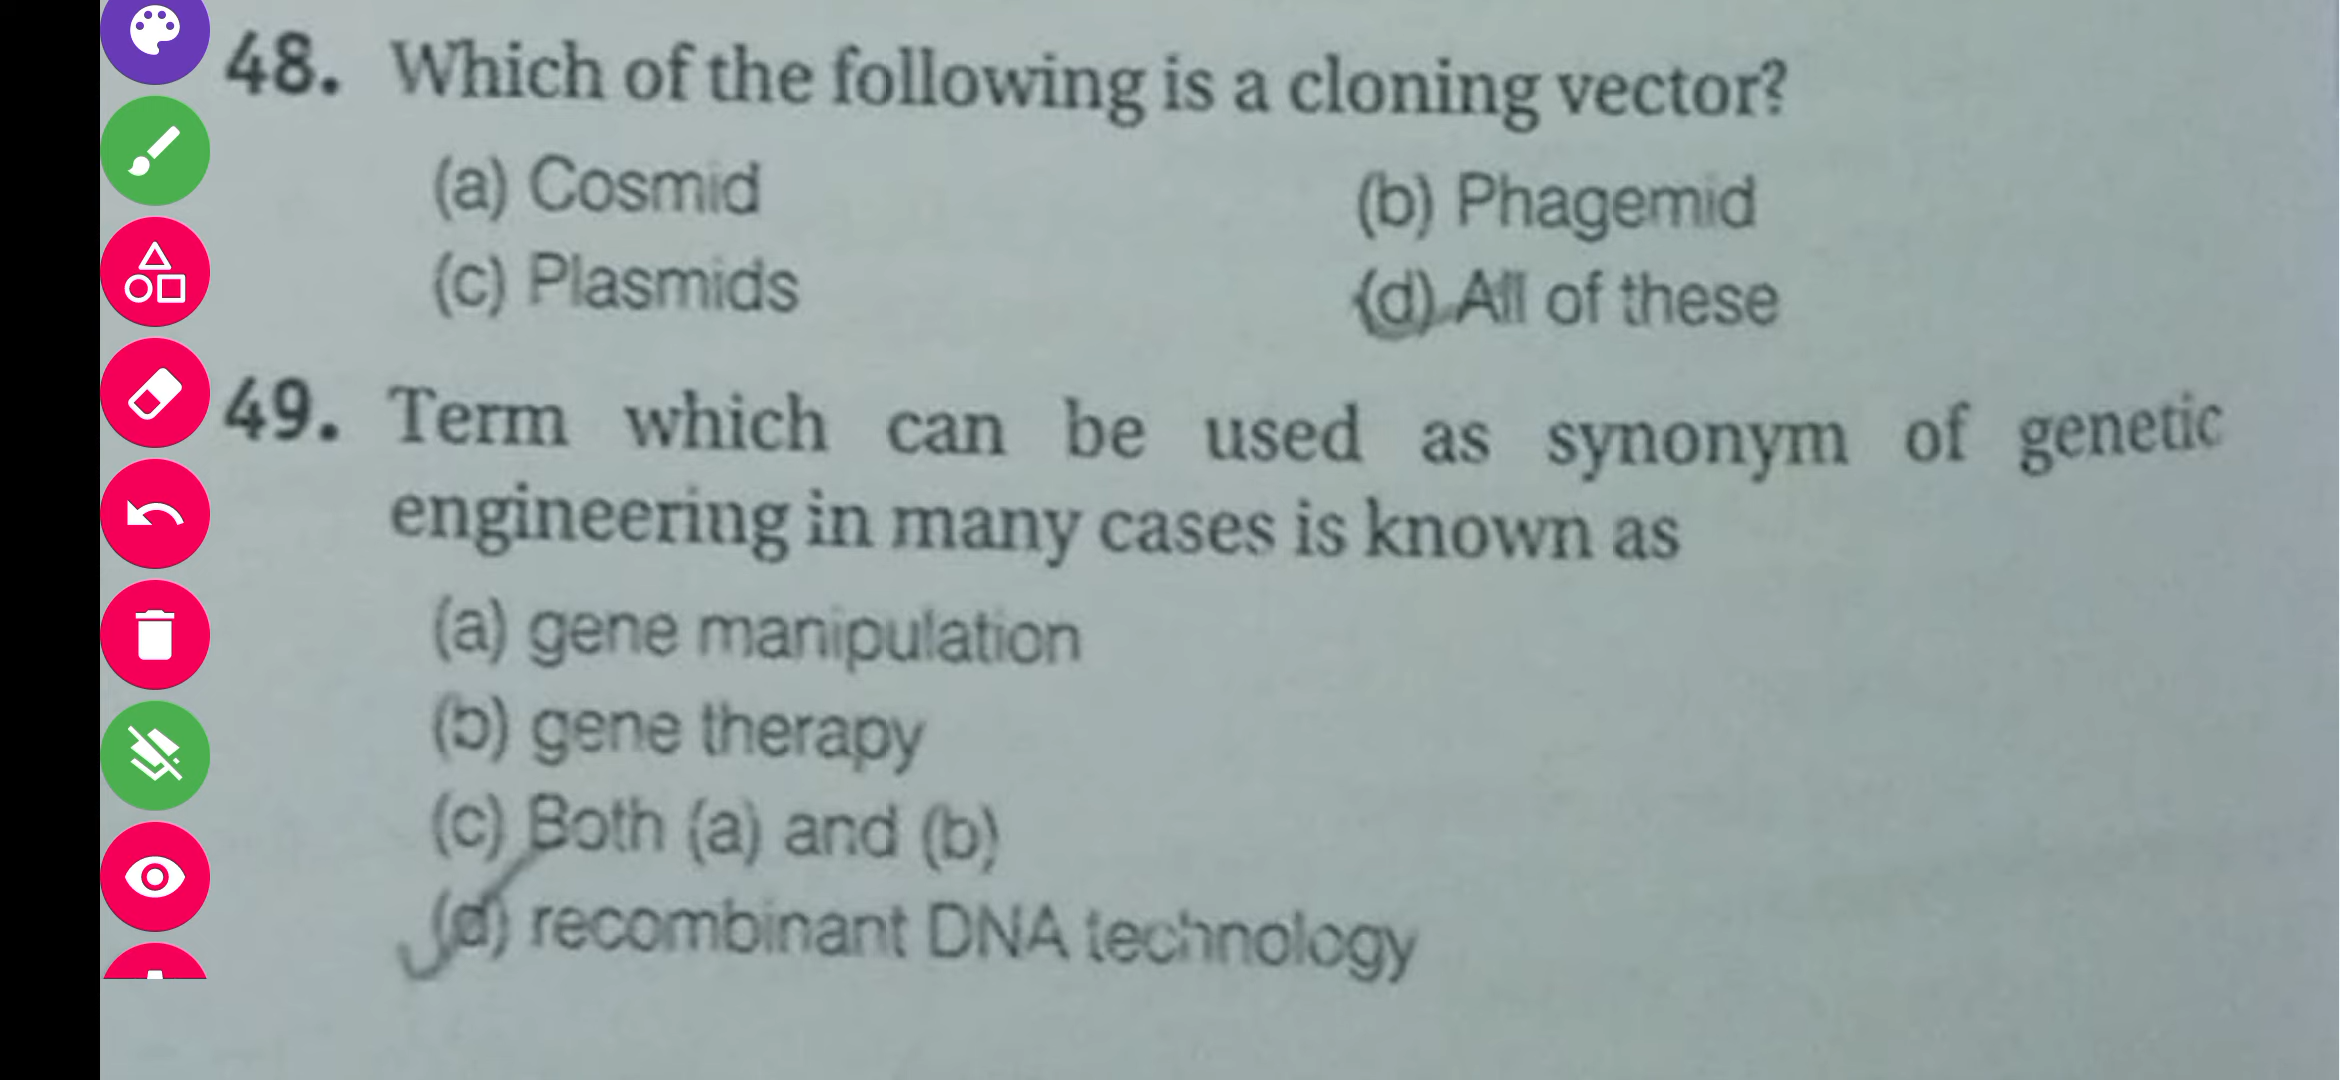 48. Which of the following is a cloning vector?
(a) Cosmid (b) Phagemid
(c) Plasmids (d) All of these
49. Term which can be used as synonym of genetic
engineering in many cases is known as
(a) gene manipulation
(b) gene therapy
(c) Both (a) and (b)
(d) recombinant DNA technology